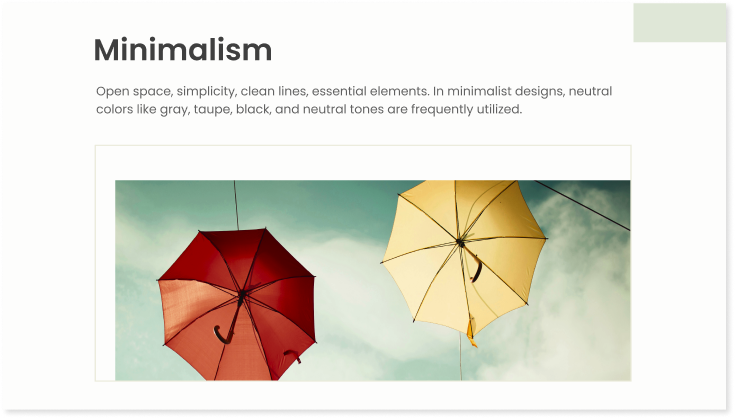 Minimalism
Open space, simplicity, clean lines, essential elements. In minimalist designs, neutral
colors like gray, taupe, black, and neutral tones are frequently utilized.